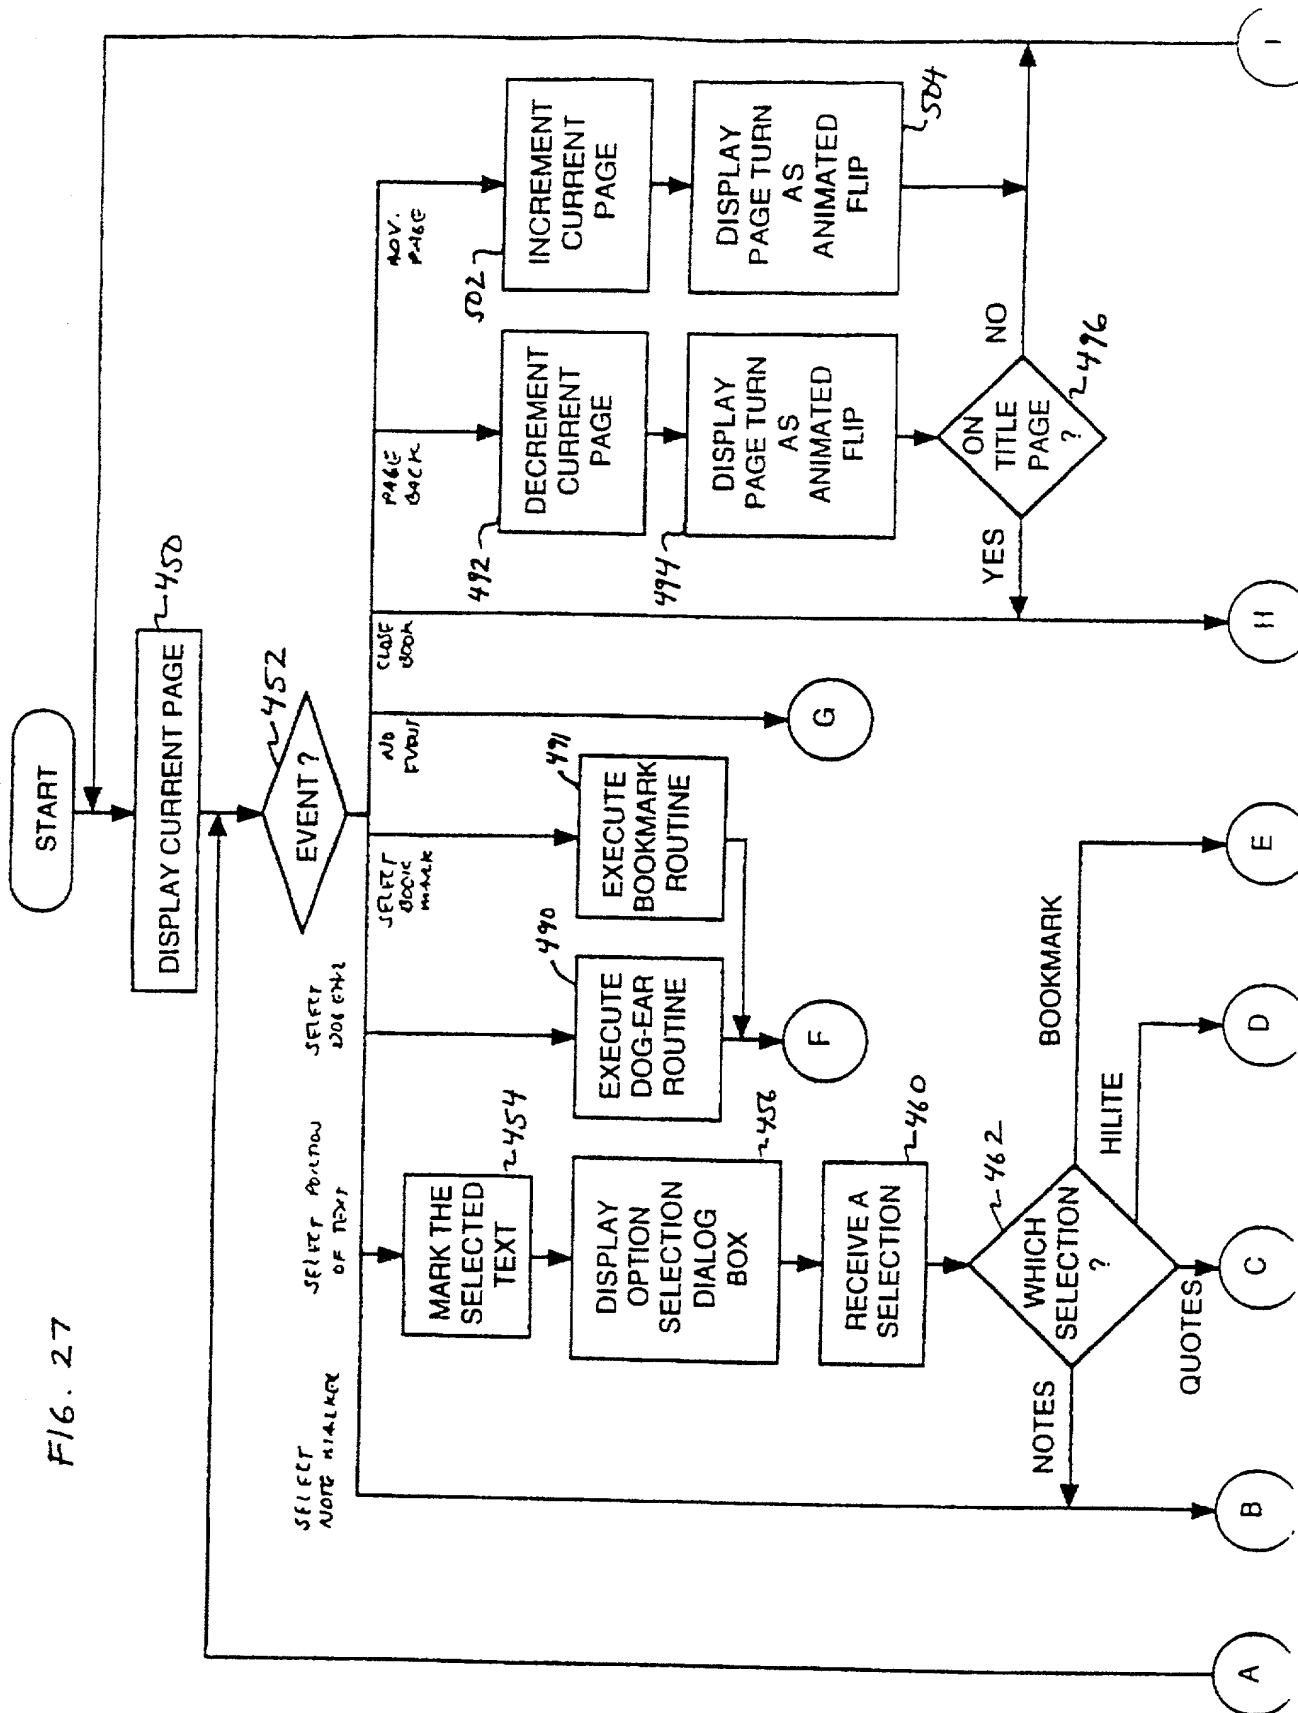 FIG. 27
START
DISPLAY CURRENT PAGE
450
EVENT ?
452
SELECT
NOTE MARKER
SELECT PORTION
OF TEXT
SELECT
DOG EAR
SELECT
BOOK
MARK
NO
EVENT
CLOSE
BOOK
PAGE
BACK
ADV.
PAGE
MARK THE
SELECTED
TEXT
454
DISPLAY
OPTION
SELECTION
DIALOG
BOX
456
RECEIVE A
SELECTION
460
WHICH
SELECTION
?
462
NOTES
QUOTES
HILITE
BOOKMARK
EXECUTE
DOG-EAR
ROUTINE
490
EXECUTE
BOOKMARK
ROUTINE
491
DECREMENT
CURRENT
PAGE
492
DISPLAY
PAGE TURN
AS
ANIMATED
FLIP
494
ON
TITLE
PAGE
?
496
YES
NO
INCREMENT
CURRENT
PAGE
502
DISPLAY
PAGE TURN
AS
ANIMATED
FLIP
504
A
B
C
D
E
F
G
H
I